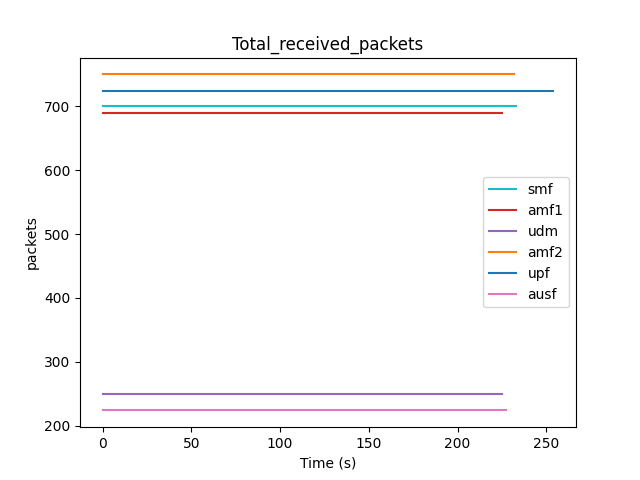 Total_received_packets
packets
700
600
500
400
300
200
smf
amf1
udm
amf2
upf
ausf
0
50
100
150
200
250
Time (s)